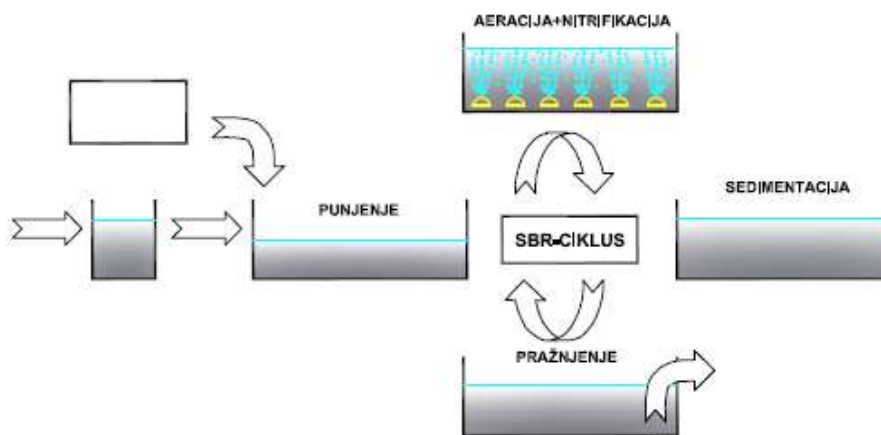 AERACIJA+NITRIFIKACIJA
PUNJENJE
SEDIMENTACIJA
SBR-CIKLUS
PRAŽNJENJE